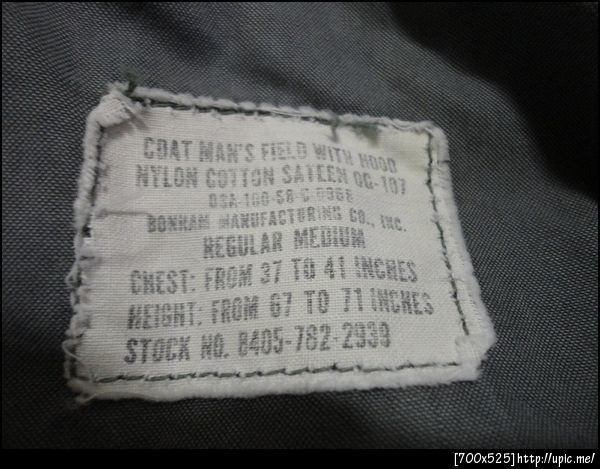 COAT MAN'S FIELD WITH HOOD
NYLON COTTON SATEEN OG-107
BONHAM MANUFACTURING CO., INC.
REGULAR MEDIUM
CHEST: FROM 37 TO 41 INCHES
HEIGHT: FROM 67 TO 71 INCHES
STOCK NO. 8405-782-2939
[700x525] http://upic.me/